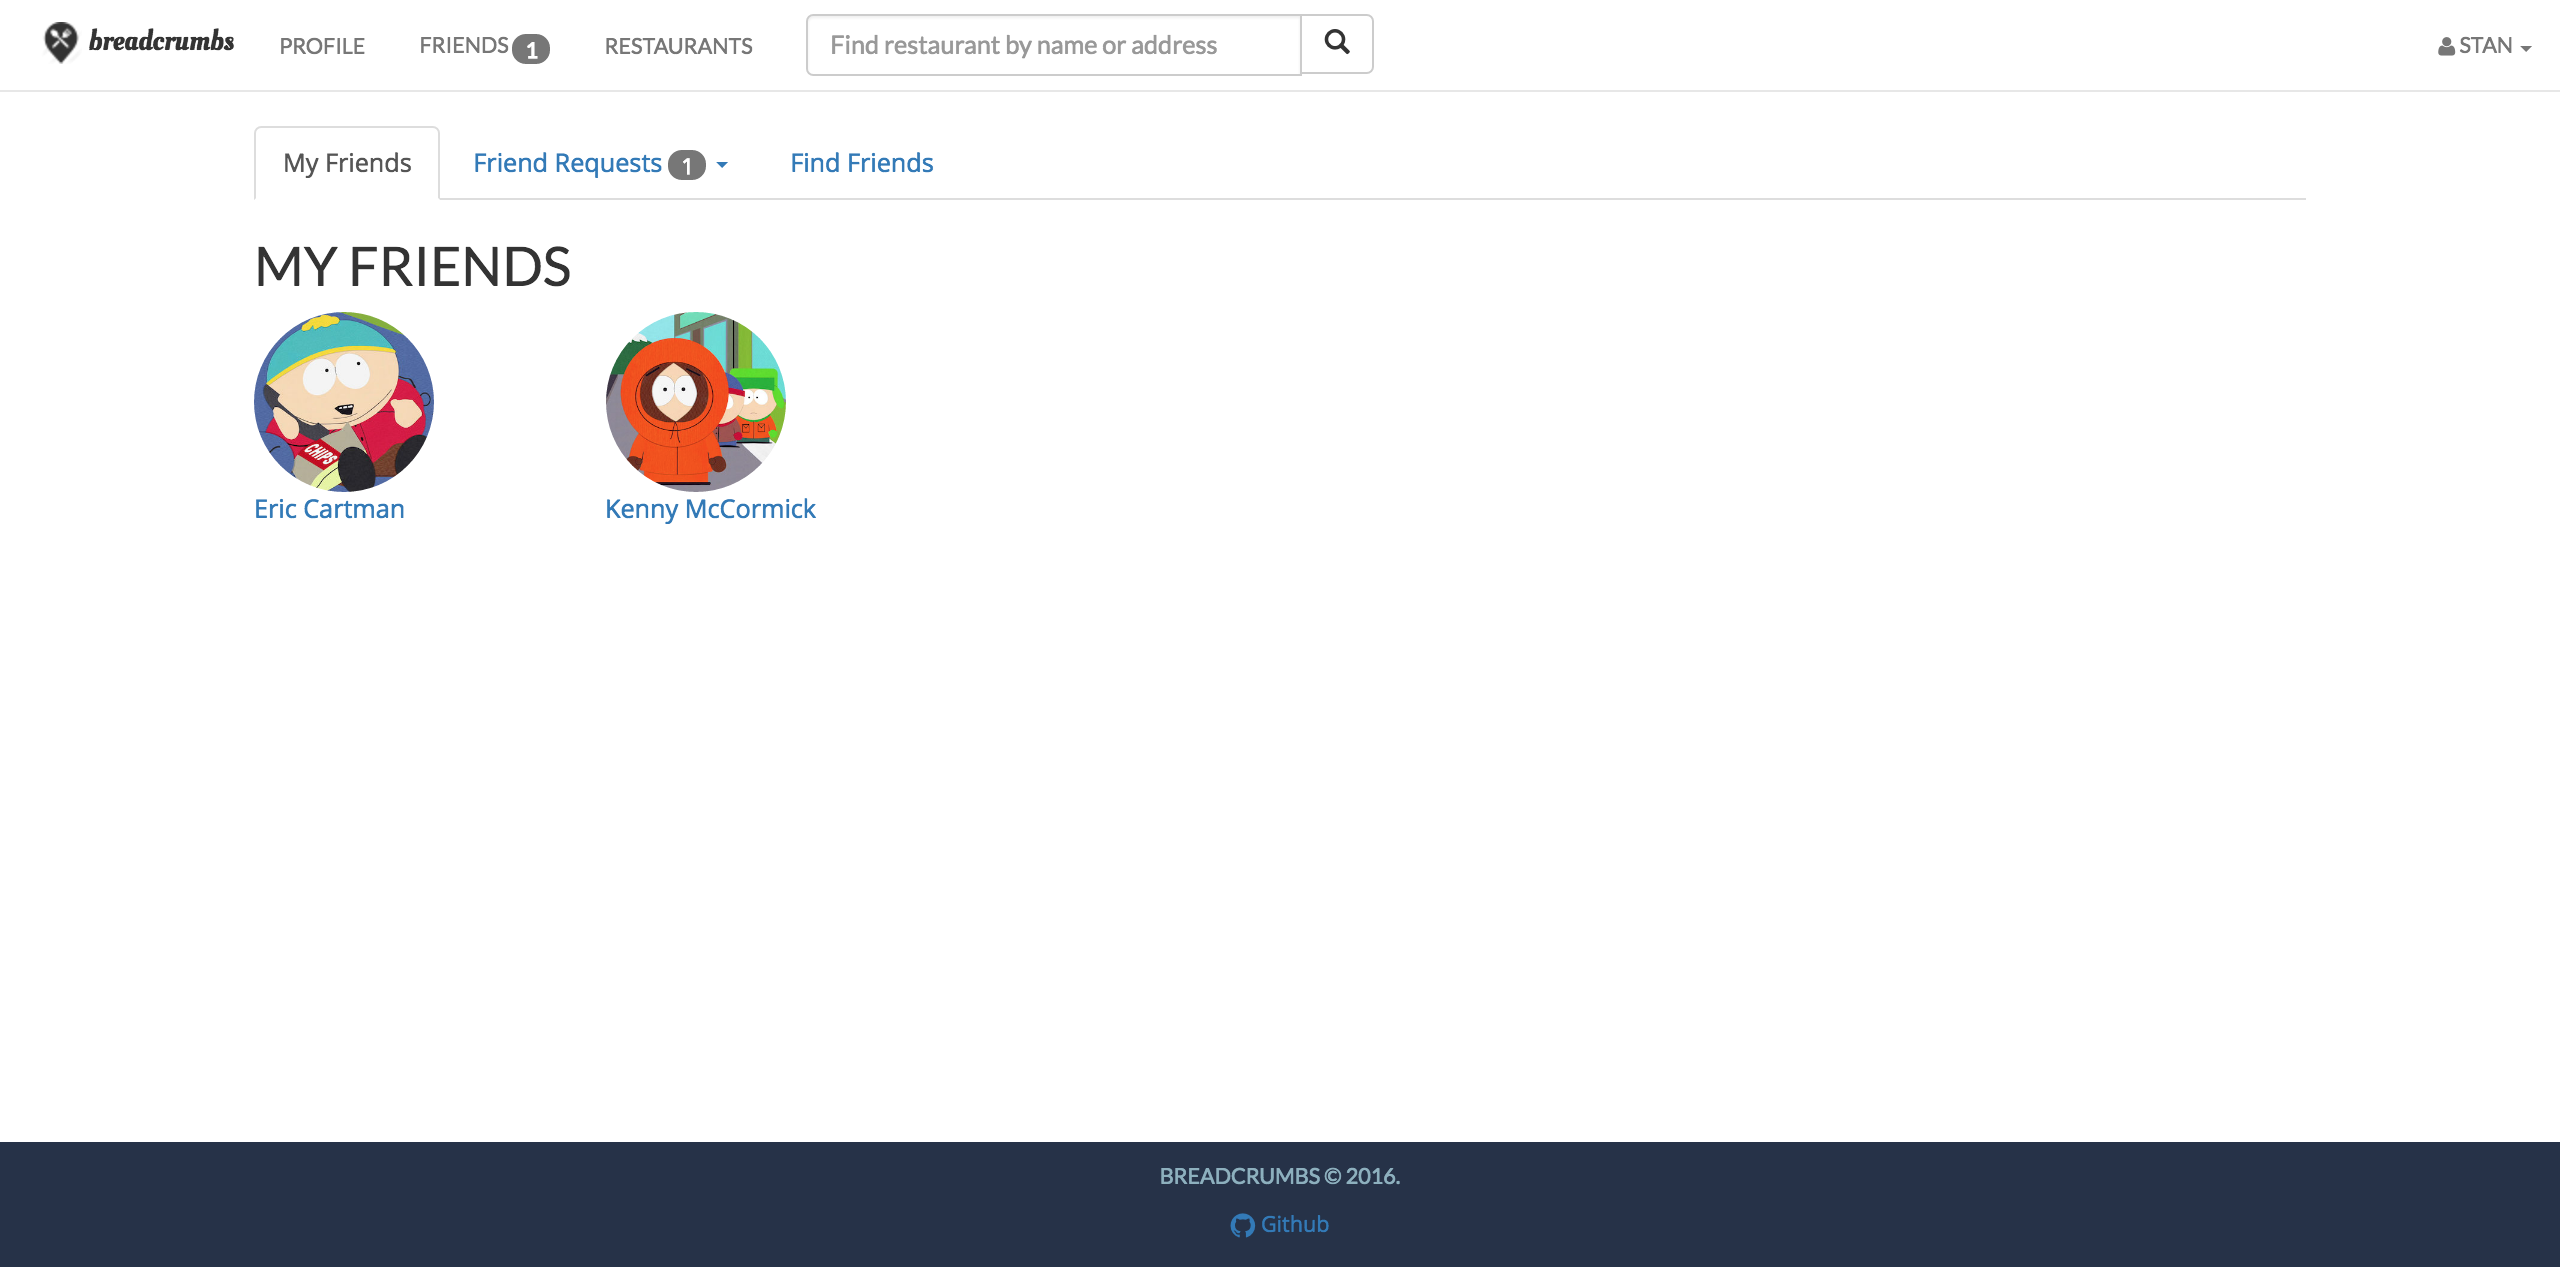 breadcrumbs PROFILE FRIENDS 1 RESTAURANTS Find restaurant by name or address STAN
My Friends Friend Requests 1 Find Friends
MY FRIENDS
CHIPS
Eric Cartman Kenny McCormick
BREADCRUMBS © 2016.
Github